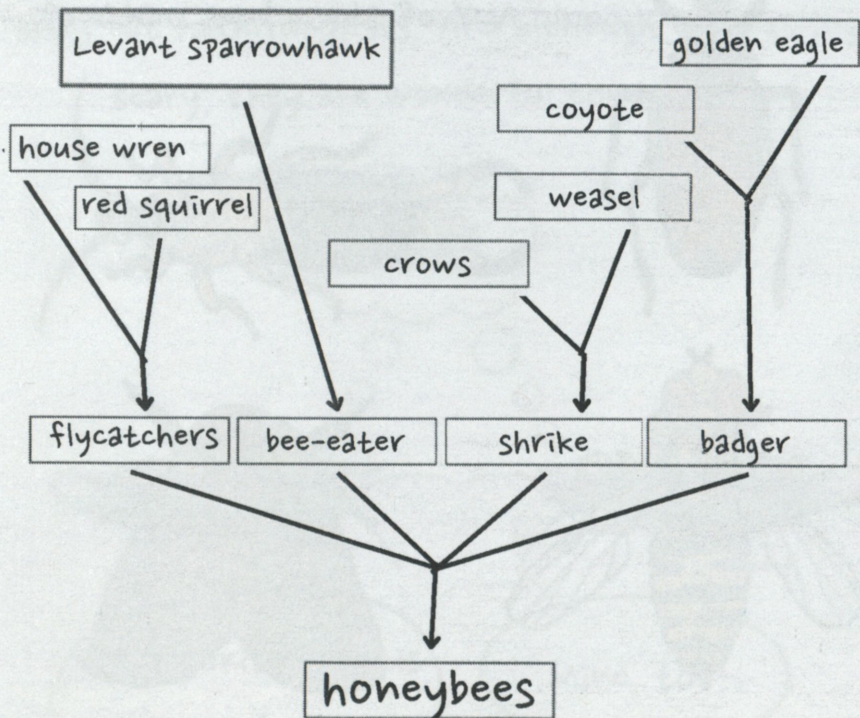 Levant sparrowhawk
golden eagle
coyote
house wren
weasel
red squirrel
crows
flycatchers
bee-eater
shrike
badger
honeybees